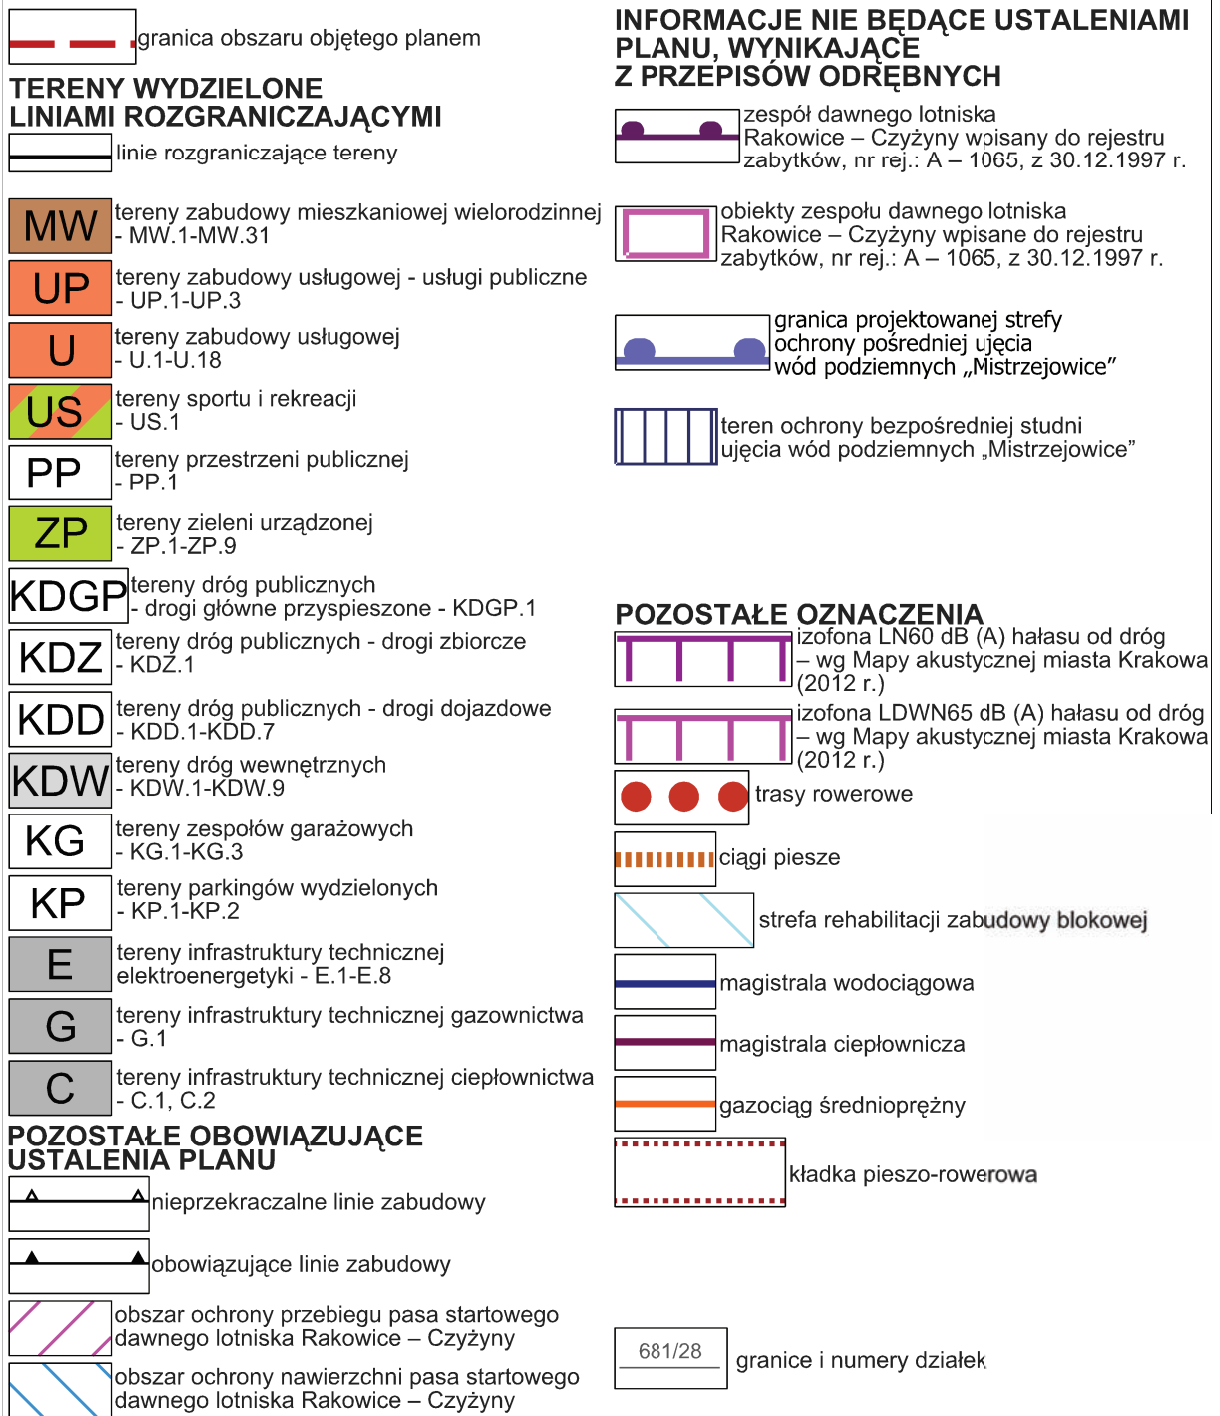 granica obszaru objętego planem
TERENY WYDZIELONE
LINIAMI ROZGRANICZAJĄCYMI
linie rozgraniczające tereny
MW
tereny zabudowy mieszkaniowej wielorodzinnej
- MW.1-MW.31
UP
tereny zabudowy usługowej - usługi publiczne
- UP.1-UP.3
U
tereny zabudowy usługowej
- U.1-U.18
US
tereny sportu i rekreacji
- US.1
PP
tereny przestrzeni publicznej
- PP.1
ZP
tereny zieleni urządzonej
- ZP.1-ZP.9
KDGP
tereny dróg publicznych
- drogi główne przyspieszone - KDGP.1
KDZ
tereny dróg publicznych - drogi zbiorcze
- KDZ.1
KDD
tereny dróg publicznych - drogi dojazdowe
- KDD.1-KDD.7
KDW
tereny dróg wewnętrznych
- KDW.1-KDW.9
KG
tereny zespołów garażowych
- KG.1-KG.3
KP
tereny parkingów wydzielonych
- KP.1-KP.2
E
tereny infrastruktury technicznej
elektroenergetyki - E.1-E.8
G
tereny infrastruktury technicznej gazownictwa
- G.1
C
tereny infrastruktury technicznej ciepłownictwa
- C.1, C.2
POZOSTAŁE OBOWIĄZUJĄCE
USTALENIA PLANU
nieprzekraczalne linie zabudowy
obowiązujące linie zabudowy
obszar ochrony przebiegu pasa startowego
dawnego lotniska Rakowice – Czyżyny
obszar ochrony nawierzchni pasa startowego
dawnego lotniska Rakowice – Czyżyny
INFORMACJE NIE BĘDĄCE USTALENIAMI
PLANU, WYNIKAJĄCE
Z PRZEPISÓW ODRĘBNYCH
zespół dawnego lotniska
Rakowice – Czyżyny wpisany do rejestru
zabytków, nr rej.: A – 1065, z 30.12.1997 r.
obiekty zespołu dawnego lotniska
Rakowice – Czyżyny wpisane do rejestru
zabytków, nr rej.: A – 1065, z 30.12.1997 r.
granica projektowanej strefy
ochrony pośredniej ujęcia
wód podziemnych „Mistrzejowice”
teren ochrony bezpośredniej studni
ujęcia wód podziemnych „Mistrzejowice”
POZOSTAŁE OZNACZENIA
izofona LN60 dB (A) hałasu od dróg
– wg Mapy akustycznej miasta Krakowa
(2012 r.)
izofona LDWN65 dB (A) hałasu od dróg
– wg Mapy akustycznej miasta Krakowa
(2012 r.)
trasy rowerowe
ciągi piesze
strefa rehabilitacji zabudowy blokowej
magistrala wodociągowa
magistrala ciepłownicza
gazociąg średnioprężny
kładka pieszo-rowerowa
681/28
granice i numery działek